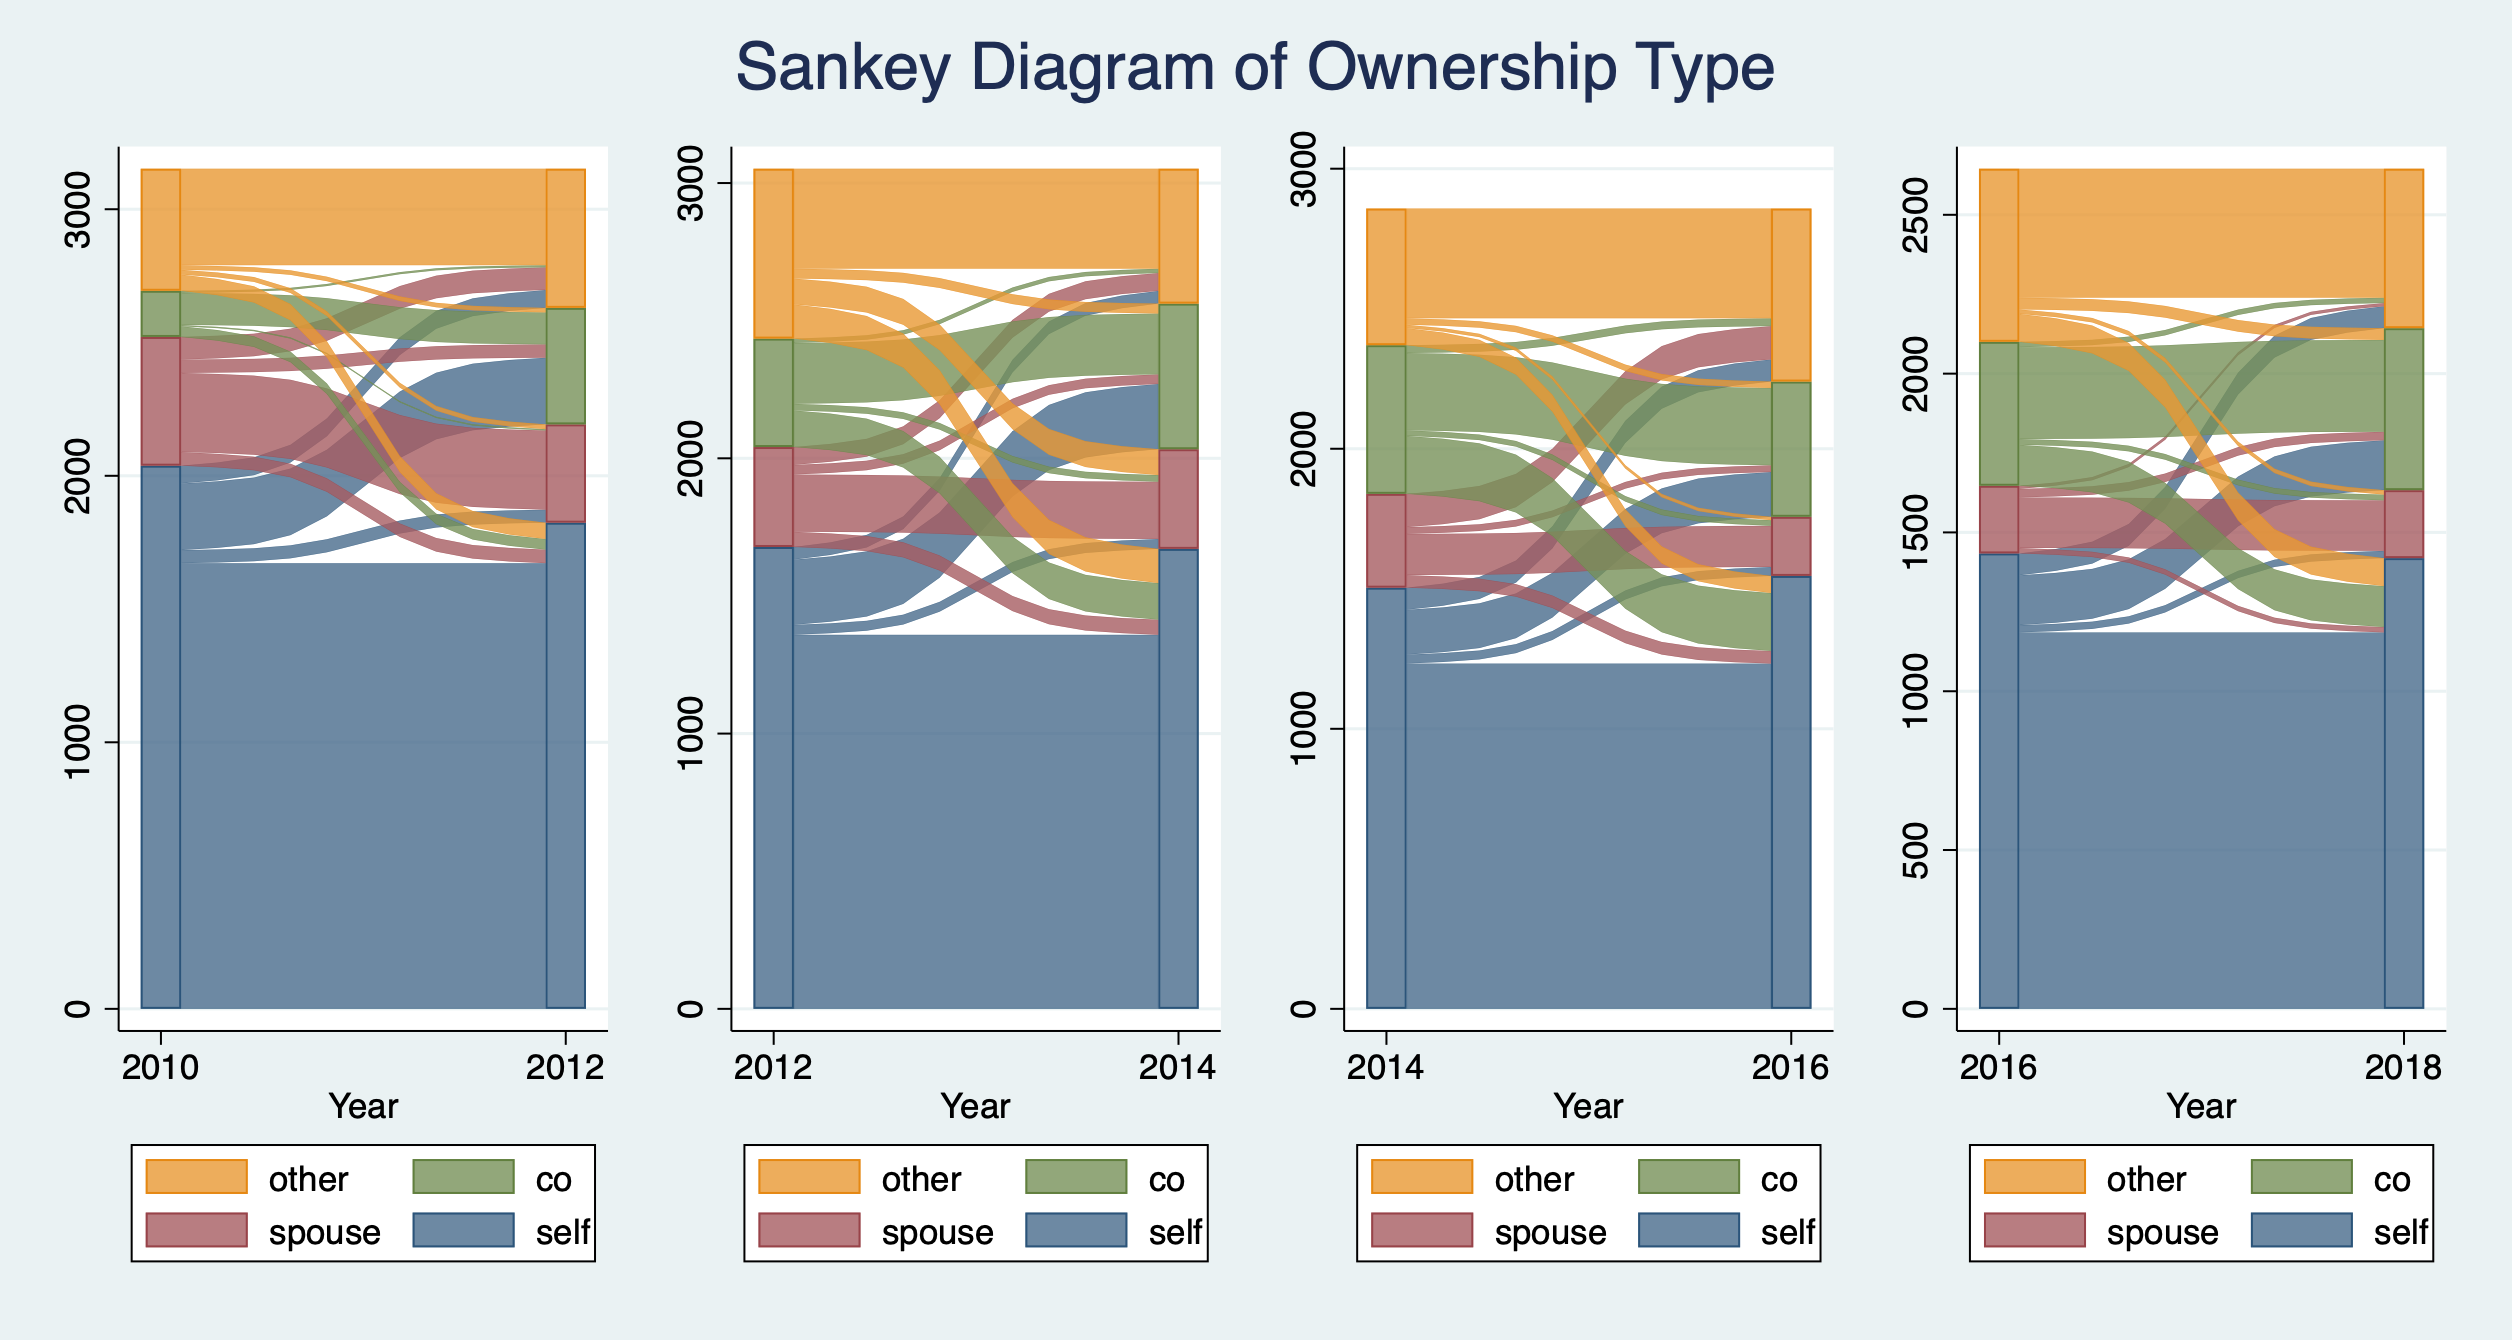 Sankey Diagram of Ownership Type
3000
2000
1000
0
2010 2012
Year
other co
spouse self
3000
2000
1000
0
2012 2014
Year
other co
spouse self
3000
2000
1000
0
2014 2016
Year
other co
spouse self
2500
2000
1500
1000
500
0
2016 2018
Year
other co
spouse self